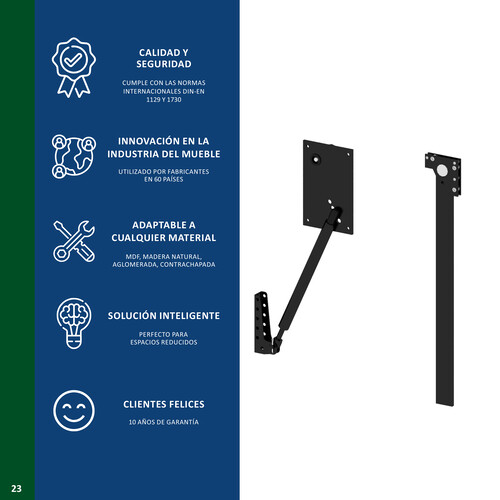 CALIDAD Y
SEGURIDAD
CUMPLE CON LAS NORMAS
INTERNACIONALES DIN-EN
1129 Y 1730
INNOVACIÓN EN LA
INDUSTRIA DEL MUEBLE
UTILIZADO POR FABRICANTES
EN 60 PAÍSES
ADAPTABLE A
CUALQUIER MATERIAL
MDF, MADERA NATURAL,
AGLOMERADA, CONTRACHAPADA
SOLUCIÓN INTELIGENTE
PERFECTO PARA
ESPACIOS REDUCIDOS
CLIENTES FELICES
10 AÑOS DE GARANTÍA
23